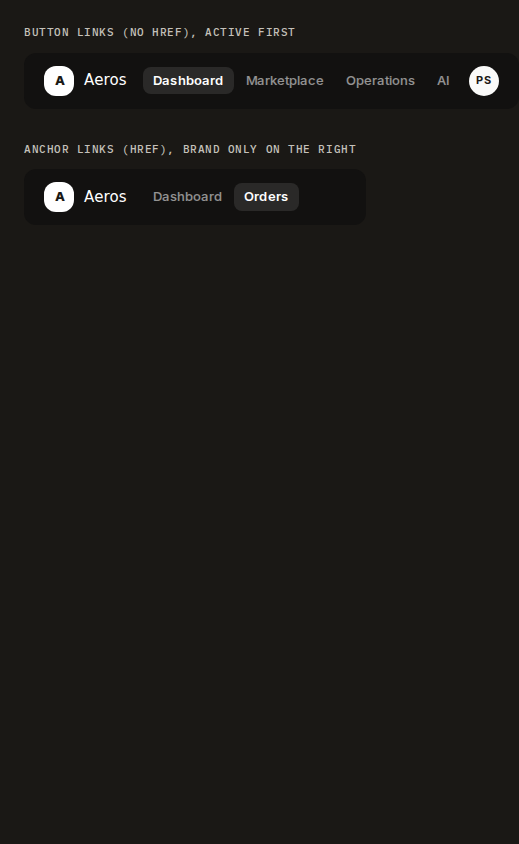 BUTTON LINKS (NO HREF), ACTIVE FIRST
A Aeros Dashboard Marketplace Operations AI PS
ANCHOR LINKS (HREF), BRAND ONLY ON THE RIGHT
A Aeros Dashboard Orders